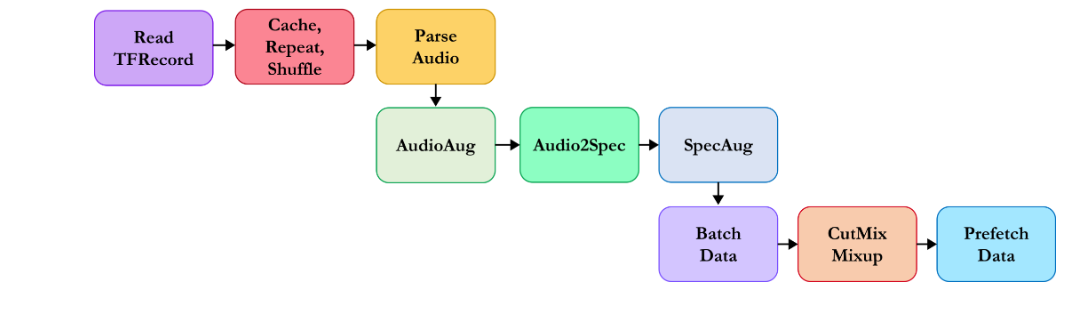 Read
TFRecord
Cache,
Repeat,
Shuffle
Parse
Audio
AudioAug
Audio2Spec
SpecAug
Batch
Data
CutMix
Mixup
Prefetch
Data